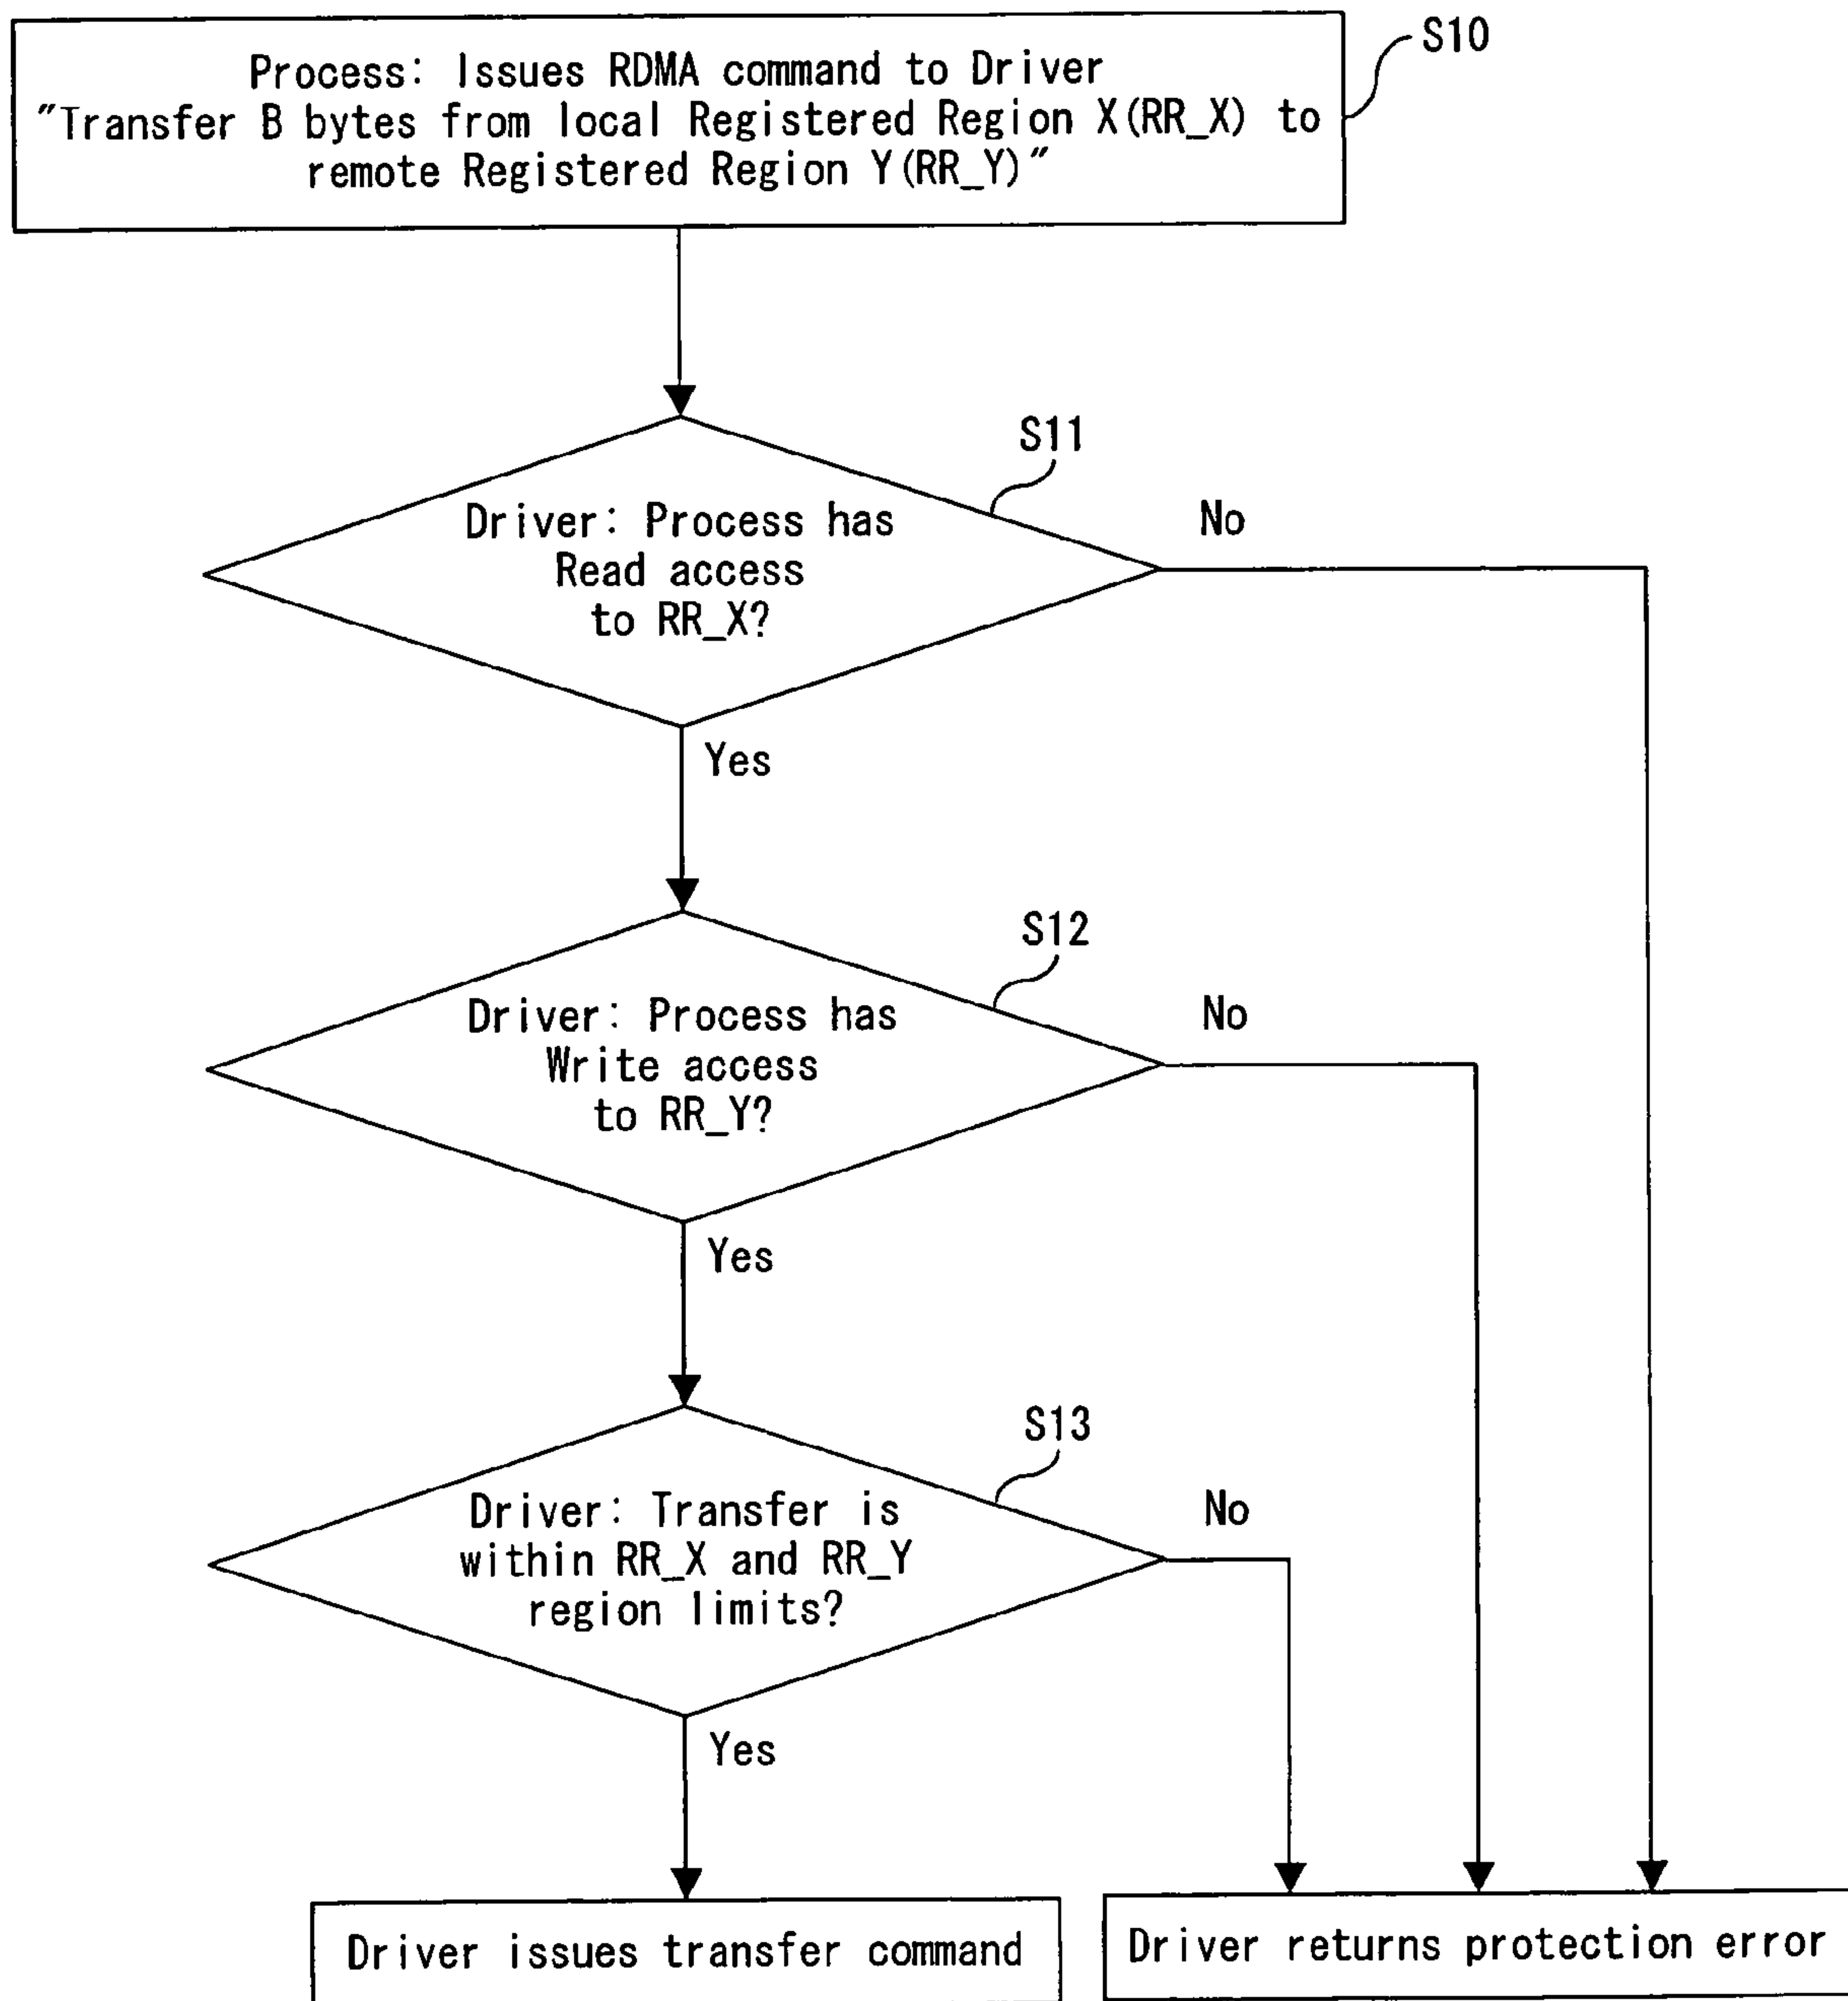 Process: Issues RDMA command to Driver
"Transfer B bytes from local Registered Region X(RR_X) to
remote Registered Region Y(RR_Y)"
S10
S11
Driver: Process has
Read access
to RR_X?
No
Yes
S12
Driver: Process has
Write access
to RR_Y?
No
Yes
S13
Driver: Transfer is
within RR_X and RR_Y
region limits?
No
Yes
Driver issues transfer command
Driver returns protection error